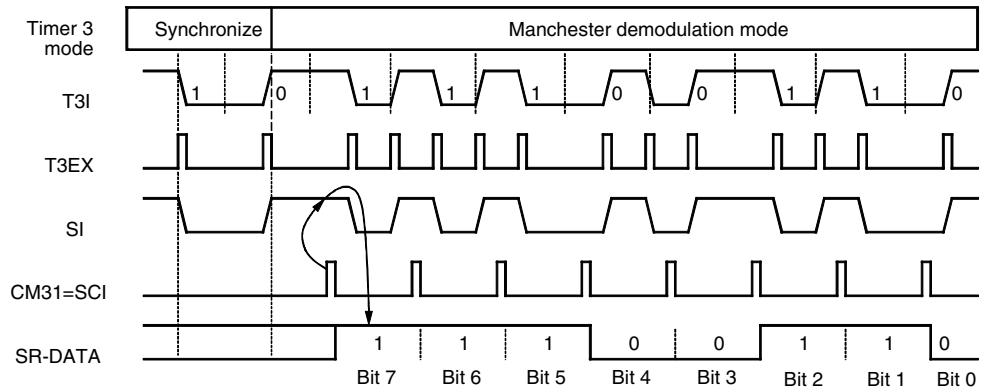 Timer 3 mode Synchronize Manchester demodulation mode
T3I 1 0 1 1 1 0 0 1 1 0
T3EX
SI
CM31=SCI
SR-DATA 1 1 1 0 0 1 1 0
Bit 7 Bit 6 Bit 5 Bit 4 Bit 3 Bit 2 Bit 1 Bit 0